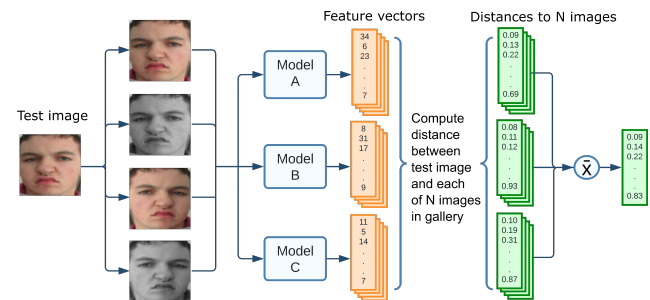 Feature vectors
Distances to N images
Test image
Model
A
34
6
23
.
.
.
7
Model
B
8
31
17
.
.
.
9
Model
C
11
5
14
.
.
.
7
Compute
distance
between
test image
and each
of N images
in gallery
0.09
0.13
0.22
.
.
.
0.69
0.08
0.11
0.12
.
.
.
0.93
0.10
0.19
0.31
.
.
.
0.87
x̄
0.09
0.14
0.22
.
.
.
0.83